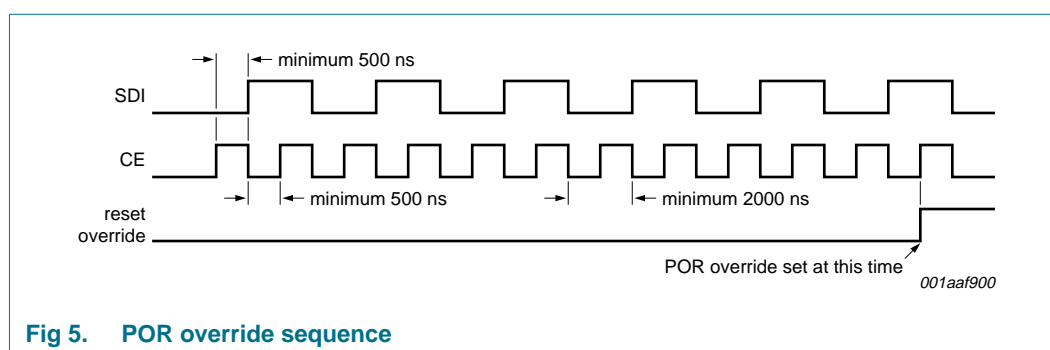 minimum 500 ns
SDI
CE
minimum 500 ns
minimum 2000 ns
reset
override
POR override set at this time
001aaf900
Fig 5. POR override sequence